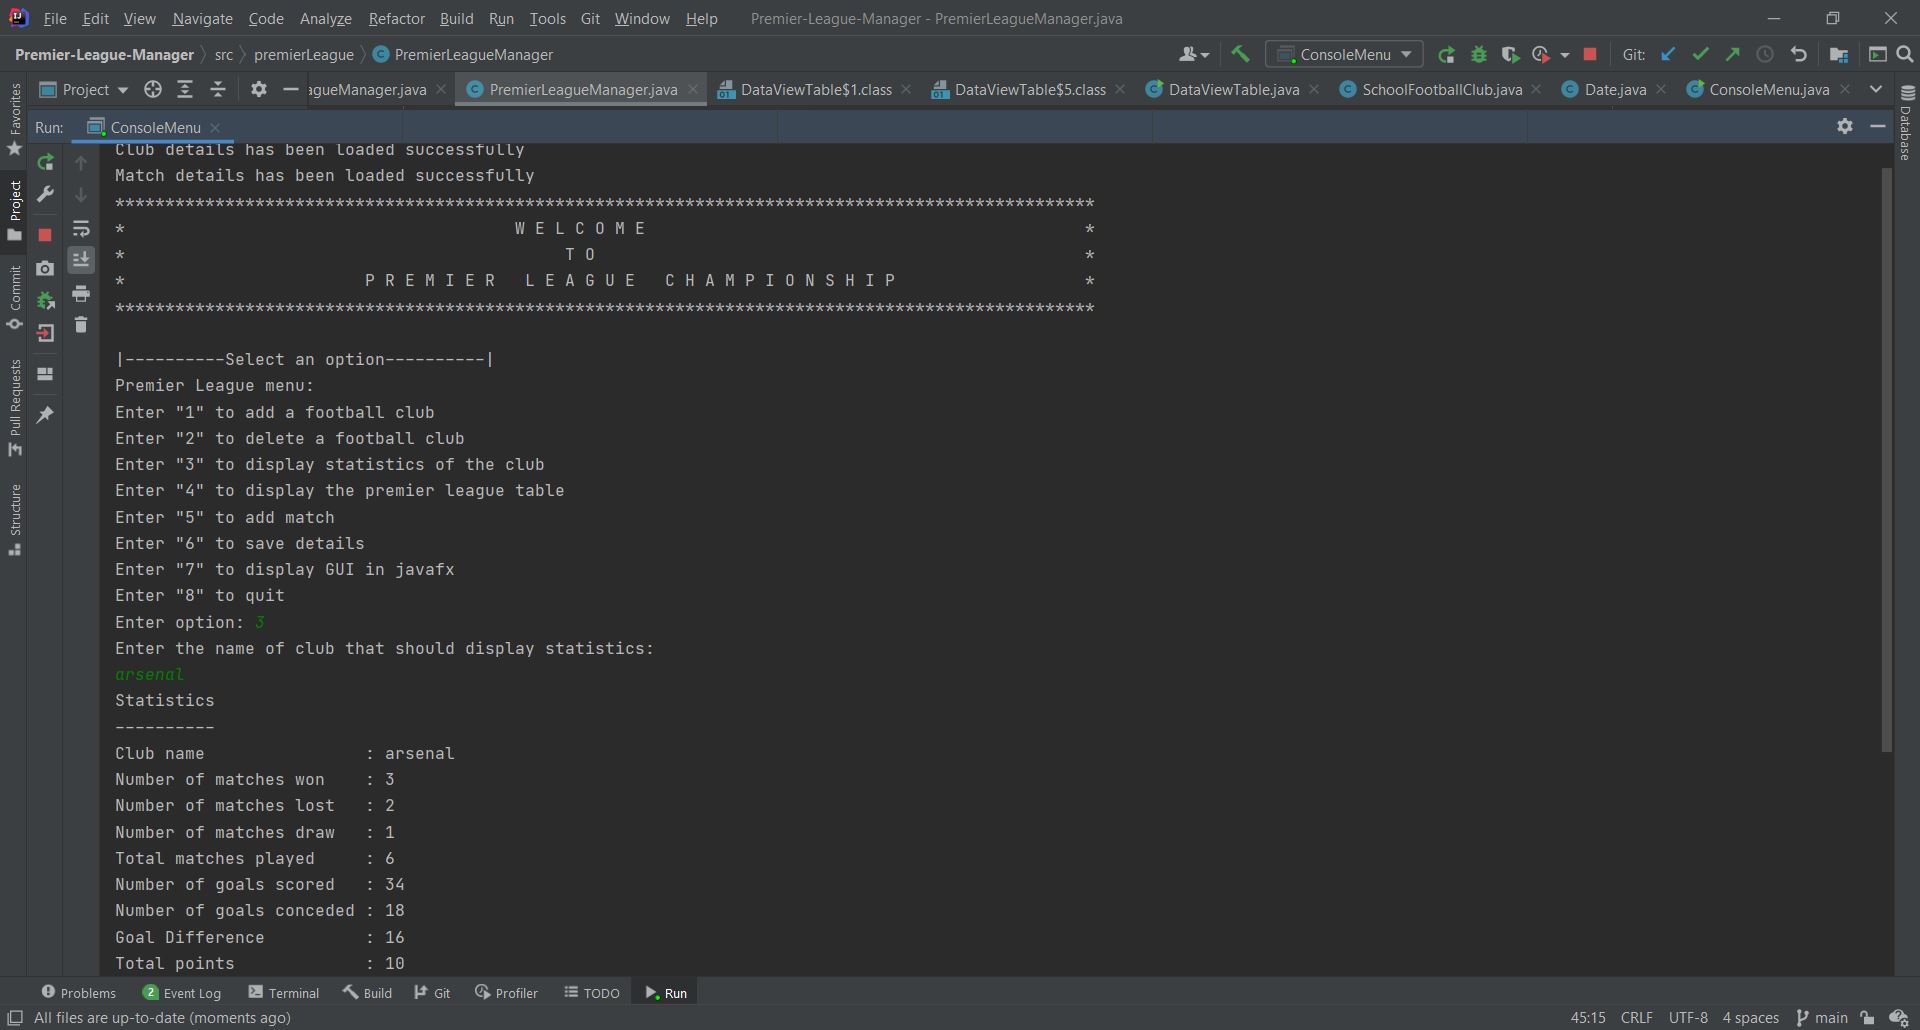 File Edit View Navigate Code Analyze Refactor Build Run Tools Git Window Help Premier-League-Manager - PremierLeagueManager.java
Premier-League-Manager src premierLeague PremierLeagueManager ConsoleMenu Git:
Project agueManager.java PremierLeagueManager.java DataViewTable$1.class DataViewTable$5.class DataViewTable.java SchoolFootballClub.java Date.java ConsoleMenu.java
Run: ConsoleMenu
Favorites
Project
Commit
Pull Requests
Structure
Database
Club details has been loaded successfully
Match details has been loaded successfully
**************************************************************************************************
* W E L C O M E *
* T O *
* P R E M I E R L E A G U E C H A M P I O N S H I P *
**************************************************************************************************
|----------Select an option----------|
Premier League menu:
Enter "1" to add a football club
Enter "2" to delete a football club
Enter "3" to display statistics of the club
Enter "4" to display the premier league table
Enter "5" to add match
Enter "6" to save details
Enter "7" to display GUI in javafx
Enter "8" to quit
Enter option: 3
Enter the name of club that should display statistics:
arsenal
Statistics
----------
Club name : arsenal
Number of matches won : 3
Number of matches lost : 2
Number of matches draw : 1
Total matches played : 6
Number of goals scored : 34
Number of goals conceded : 18
Goal Difference : 16
Total points : 10
Problems 2 Event Log Terminal Build Git Profiler TODO Run
All files are up-to-date (moments ago) 45:15 CRLF UTF-8 4 spaces main